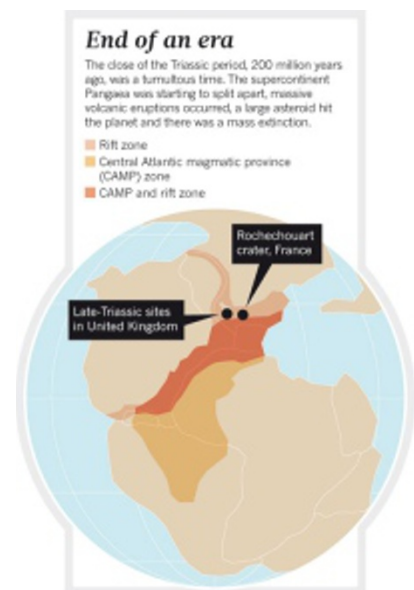 End of an era
The close of the Triassic period, 200 million years
ago, was a tumultous time. The supercontinent
Pangaea was starting to split apart, massive
volcanic eruptions occurred, a large asteroid hit
the planet and there was a mass extinction.
Rift zone
Central Atlantic magmatic province
(CAMP) zone
CAMP and rift zone
Rochechouart
crater, France
Late-Triassic sites
in United Kingdom